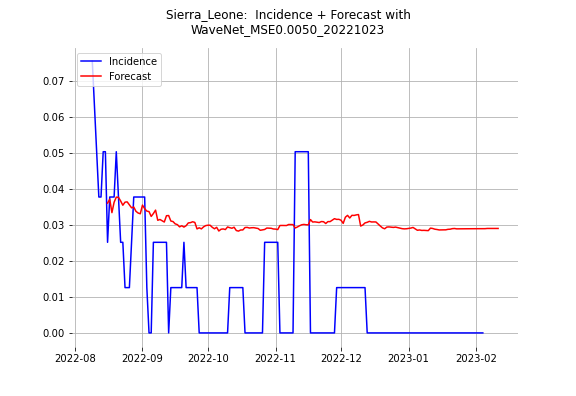 Sierra_Leone:  Incidence + Forecast with
WaveNet_MSE0.0050_20221023
Incidence
Forecast
0.07
0.06
0.05
0.04
0.03
0.02
0.01
0.00
2022-08 2022-09 2022-10 2022-11 2022-12 2023-01 2023-02